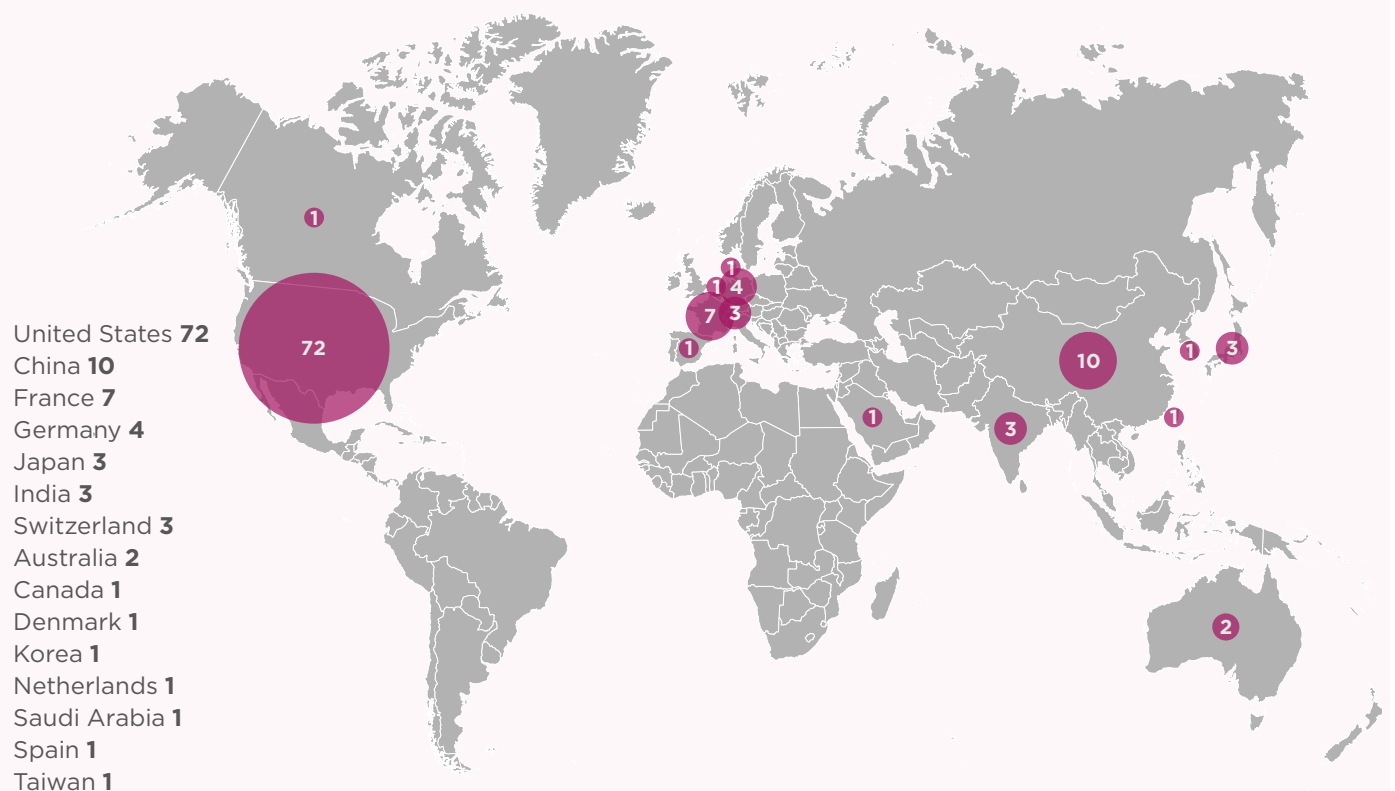 1
72
1
1
4
7
3
1
1
3
10
1
3
1
2
United States 72
China 10
France 7
Germany 4
Japan 3
India 3
Switzerland 3
Australia 2
Canada 1
Denmark 1
Korea 1
Netherlands 1
Saudi Arabia 1
Spain 1
Taiwan 1